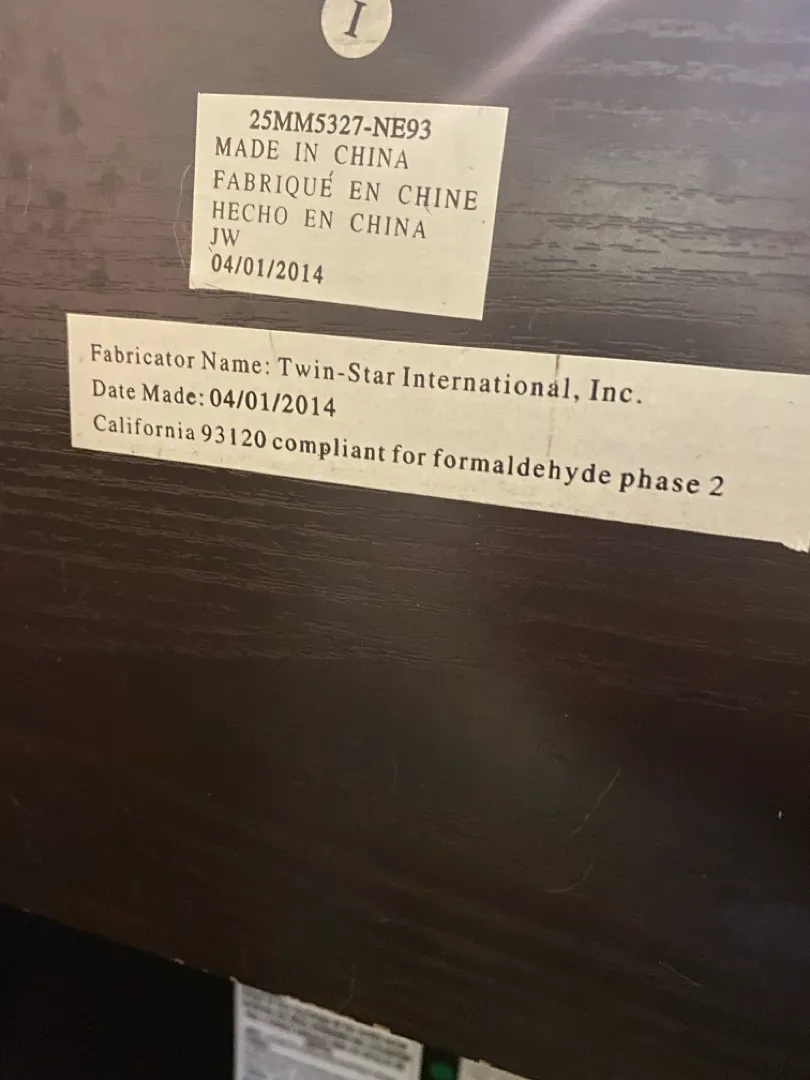 I
25MM5327-NE93
MADE IN CHINA
FABRIQUÉ EN CHINE
HECHO EN CHINA
JW
04/01/2014
Fabricator Name: Twin-Star International, Inc.
Date Made: 04/01/2014
California 93120 compliant for formaldehyde phase 2